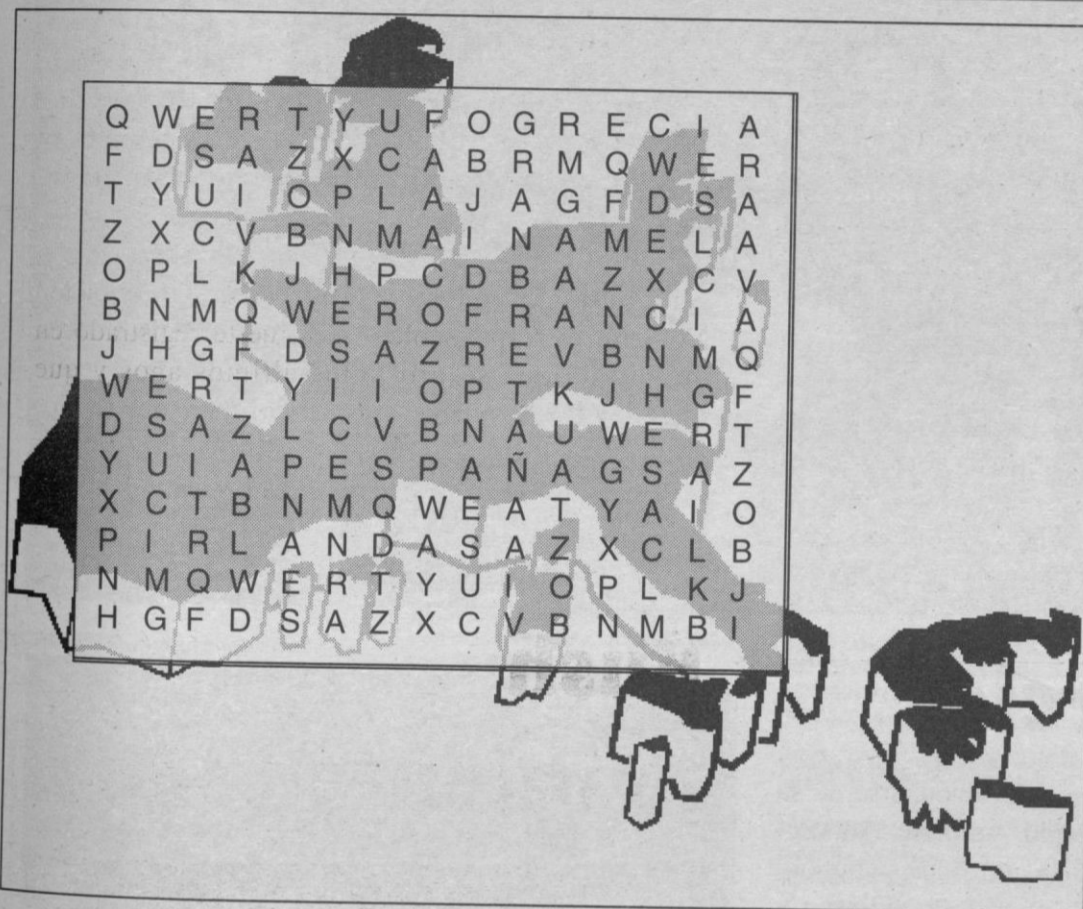 Q W E R T Y U F O G R E C I A
F D S A Z X C A B R M Q W E R
T Y U I O P L A J A G F D S A
Z X C V B N M A I N A M E L A
O P L K J H P C D B A Z X C V
B N M Q W E R O F R A N C I A
J H G F D S A Z R E V B N M Q
W E R T Y I I O P T K J H G F
D S A Z L C V B N A U W E R T
Y U I A P E S P A Ñ A G S A Z
X C T B N M Q W E A T Y A I O
P I R L A N D A S A Z X C L B
N M Q W E R T Y U I O P L K J
H G F D S A Z X C V B N M B I